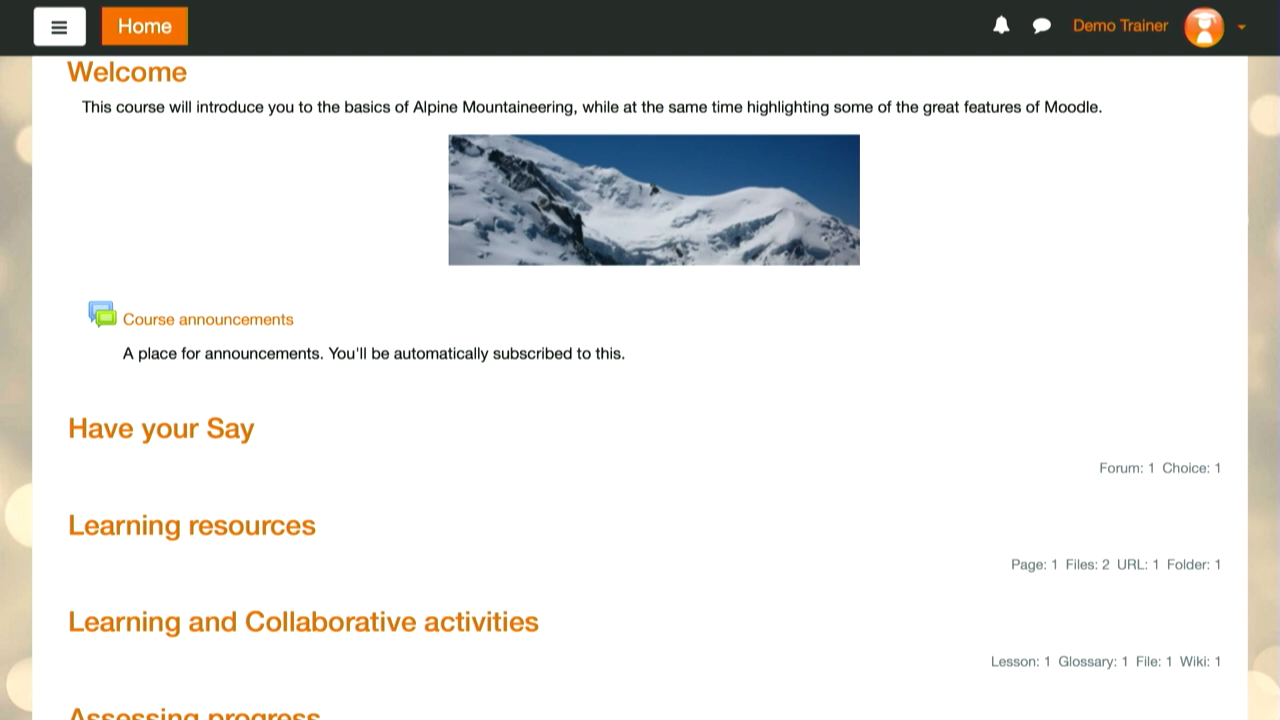 Home
Demo Trainer
Welcome
This course will introduce you to the basics of Alpine Mountaineering, while at the same time highlighting some of the great features of Moodle.
Course announcements
A place for announcements. You'll be automatically subscribed to this.
Have your Say
Forum: 1 Choice: 1
Learning resources
Page: 1 Files: 2 URL: 1 Folder: 1
Learning and Collaborative activities
Lesson: 1 Glossary: 1 File: 1 Wiki: 1
Assessing progress